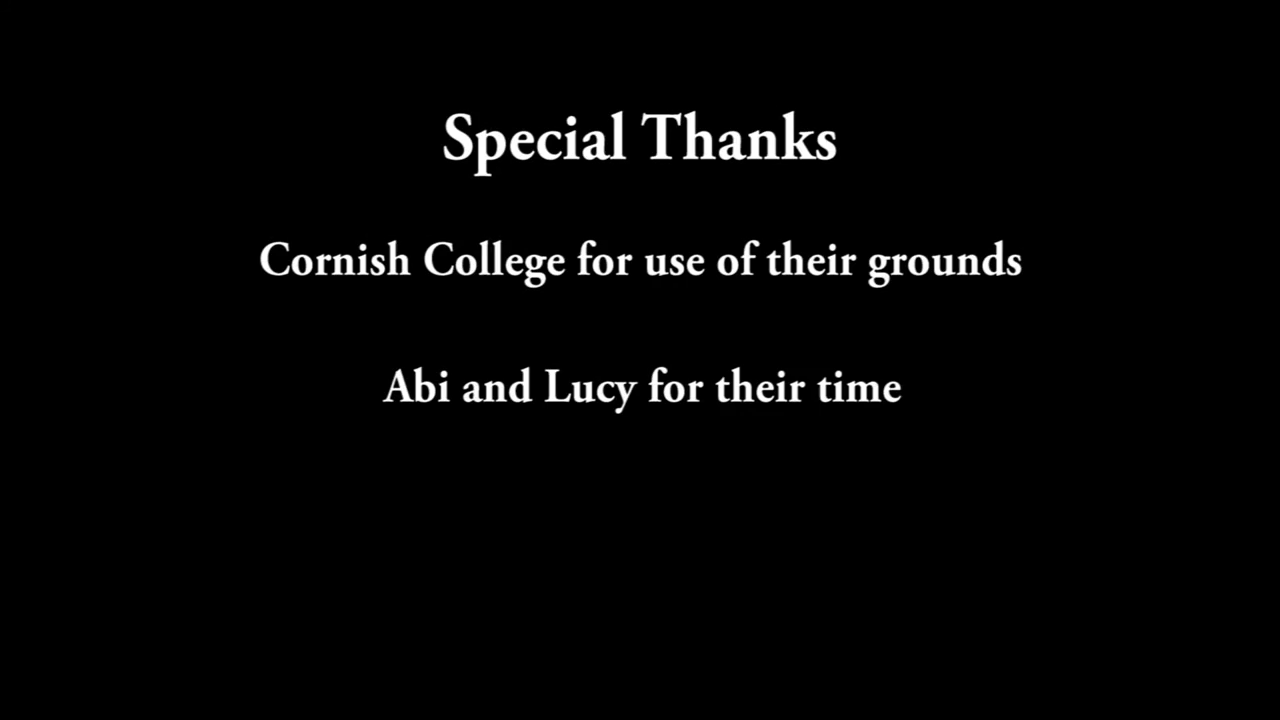 Special Thanks
Cornish College for use of their grounds
Abi and Lucy for their time